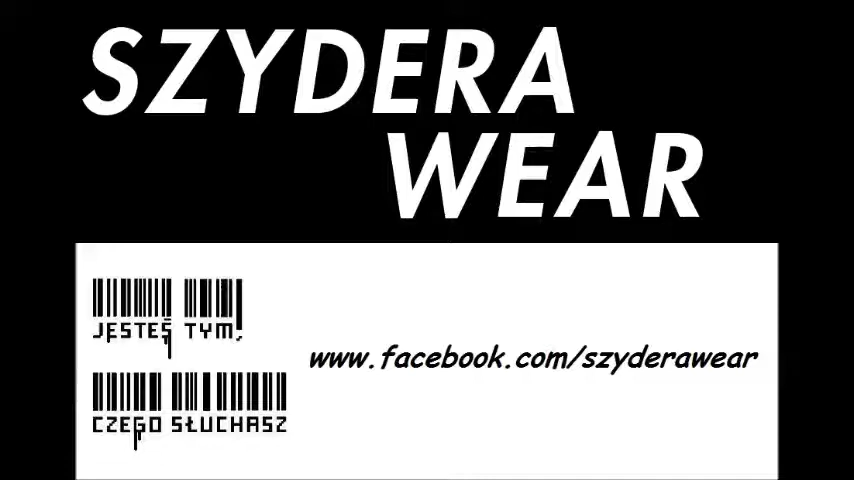 SZYDERA
WEAR
JESTEŚ TYM,
CZEGO SŁUCHASZ
www.facebook.com/szyderawear